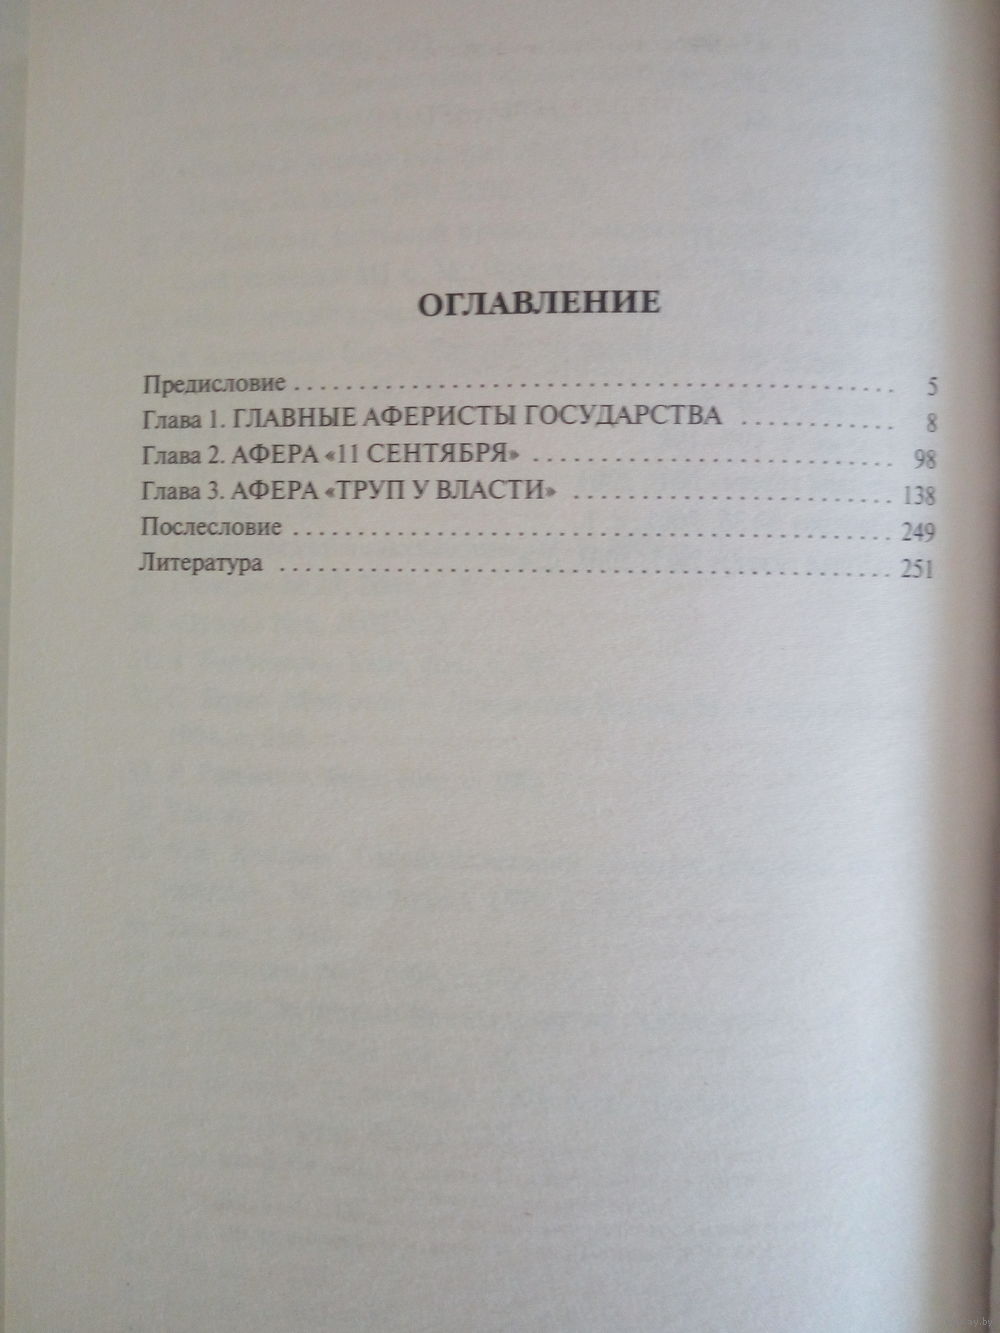 ОГЛАВЛЕНИЕ
Предисловие . . . . . . . . . . . . . . . . . . . . . . . . . . . . . . . . . . . . . . . . . . . . . . 5
Глава 1. ГЛАВНЫЕ АФЕРИСТЫ ГОСУДАРСТВА . . . . . . . . . . . . 8
Глава 2. АФЕРА «11 СЕНТЯБРЯ» . . . . . . . . . . . . . . . . . . . . . . . . . . . . 98
Глава 3. АФЕРА «ТРУП У ВЛАСТИ» . . . . . . . . . . . . . . . . . . . . . . . . . 138
Послесловие . . . . . . . . . . . . . . . . . . . . . . . . . . . . . . . . . . . . . . . . . . . . . . 249
Литература . . . . . . . . . . . . . . . . . . . . . . . . . . . . . . . . . . . . . . . . . . . . . . . 251